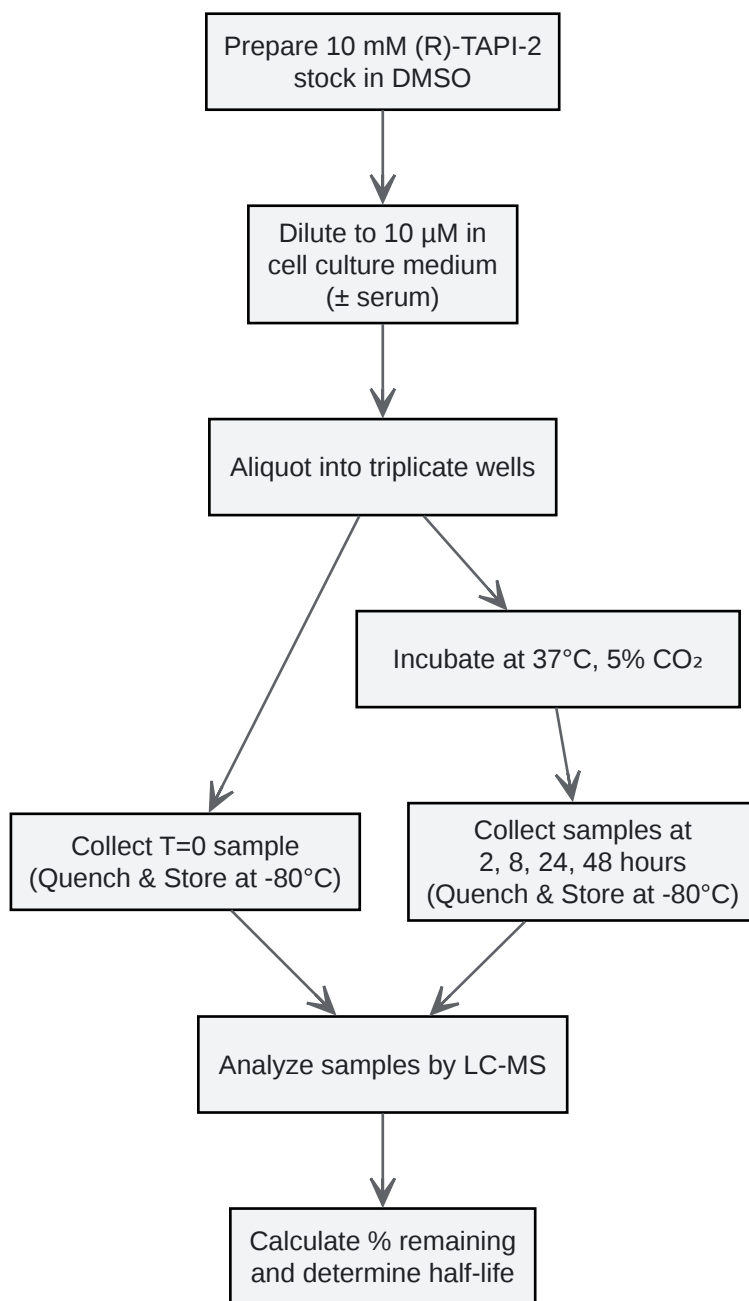 Prepare 10 mM (R)-TAPI-2
stock in DMSO
Dilute to 10 µM in
cell culture medium
(± serum)
Aliquot into triplicate wells
Incubate at 37°C, 5% CO₂
Collect T=0 sample
(Quench & Store at -80°C)
Collect samples at
2, 8, 24, 48 hours
(Quench & Store at -80°C)
Analyze samples by LC-MS
Calculate % remaining
and determine half-life